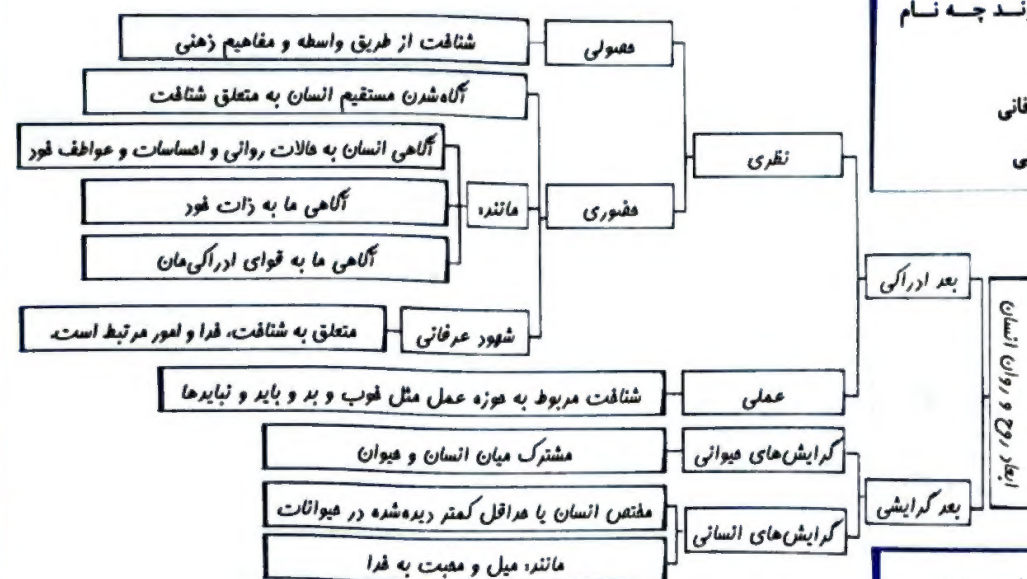 ابعاد روح و روان انسان
بعد ادراکی
نظری
حصولی
شناخت از طریق واسطه و مفاهیم ذهنی
حضوری
آگاه‌شدن مستقیم انسان به متعلق شناخت
مانند:
آگاهی انسان به حالات روانی و احساسات و عواطف خود
آگاهی ما به ذات خود
آگاهی ما به قوای ادراکی‌مان
شهود عرفانی
متعلق به شناخت، خدا و امور مرتبط است.
عملی
شناخت مربوط به حوزه عمل مثل خوب و بد و باید و نبایدها
بعد گرایشی
گرایش‌های حیوانی
مشترک میان انسان و حیوان
گرایش‌های انسانی
مختص انسان یا حداقل کمتر دیده‌شده در حیوانات
مانند: میل و محبت به خدا
چه نام